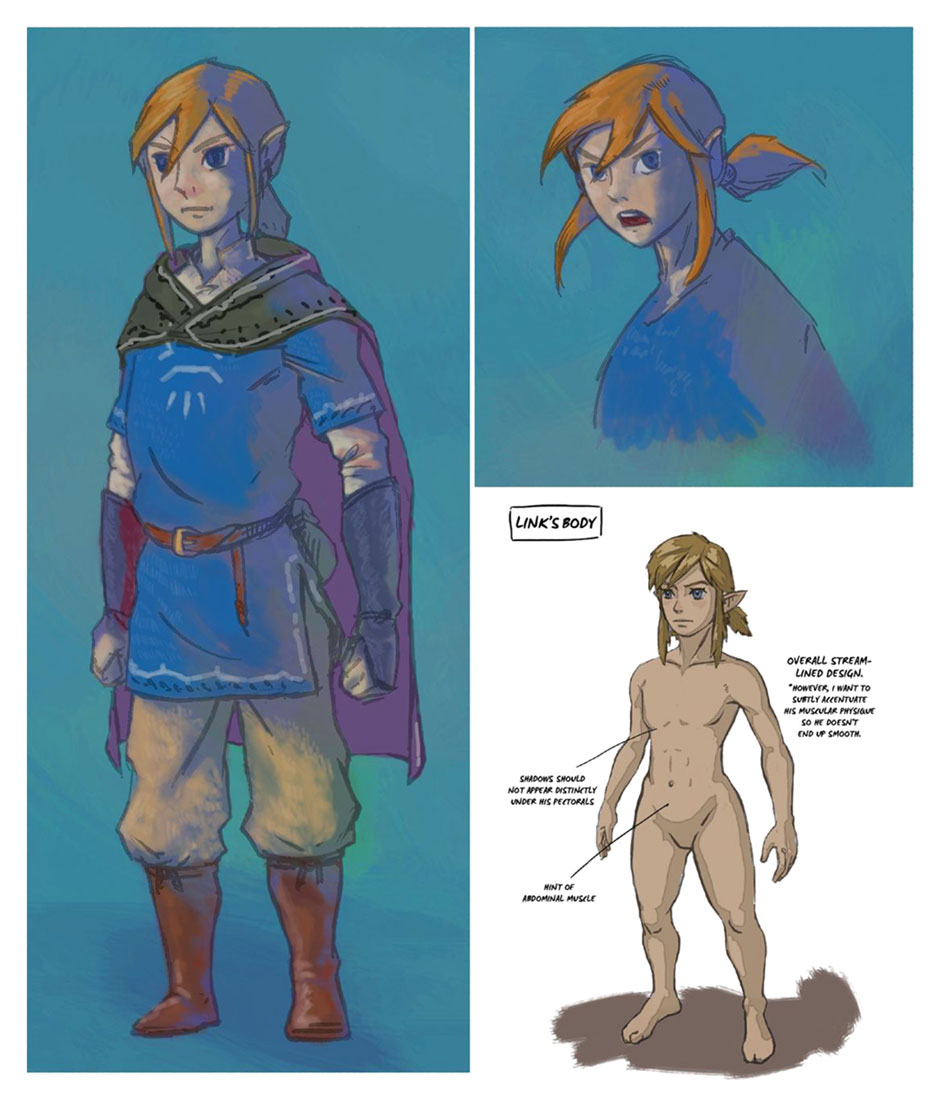 LINK'S BODY
OVERALL STREAM-
LINED DESIGN.
*HOWEVER, I WANT TO
SUBTLY ACCENTUATE
HIS MUSCULAR PHYSIQUE
SO HE DOESN'T
END UP SMOOTH.
SHADOWS SHOULD
NOT APPEAR DISTINCTLY
UNDER HIS PECTORALS
HINT OF
ABDOMINAL MUSCLE